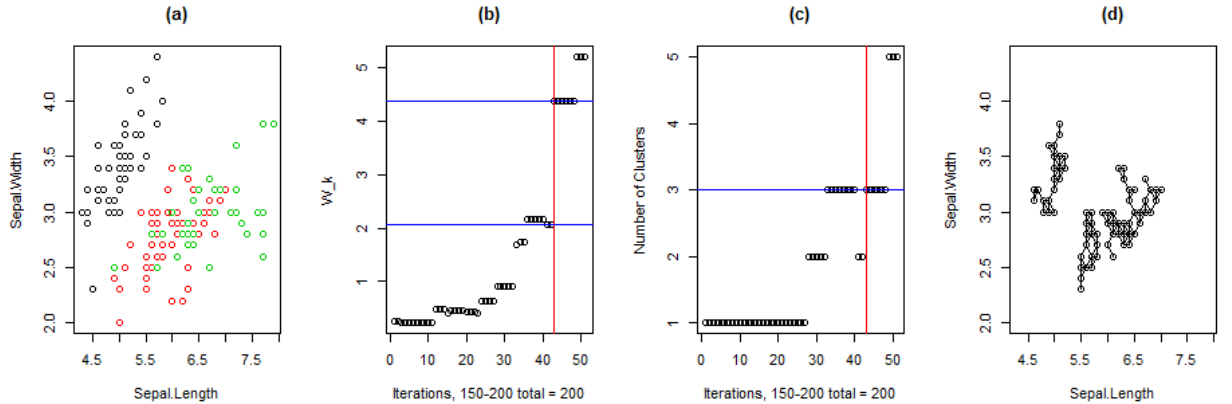 (a)
Sepal.Width
4.0
3.5
3.0
2.5
2.0
4.5 5.5 6.5 7.5
Sepal.Length
(b)
W_k
5
4
3
2
1
0 10 20 30 40 50
Iterations, 150-200 total = 200
(c)
Number of Clusters
5
4
3
2
1
0 10 20 30 40 50
Iterations, 150-200 total = 200
(d)
Sepal.Width
4.0
3.5
3.0
2.5
2.0
4.5 5.5 6.5 7.5
Sepal.Length